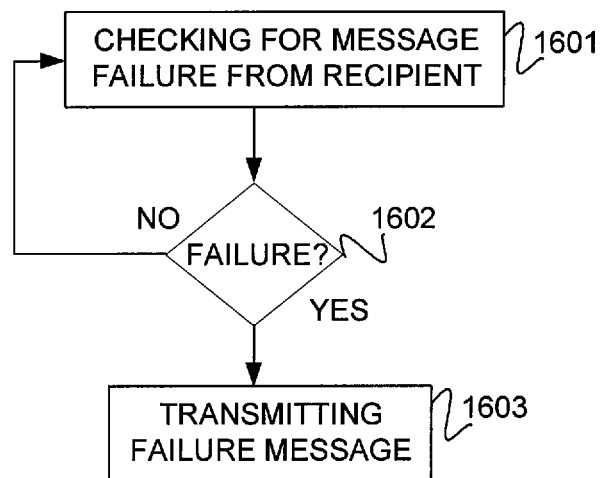 CHECKING FOR MESSAGE
FAILURE FROM RECIPIENT
1601
NO
FAILURE?
1602
YES
TRANSMITTING
FAILURE MESSAGE
1603